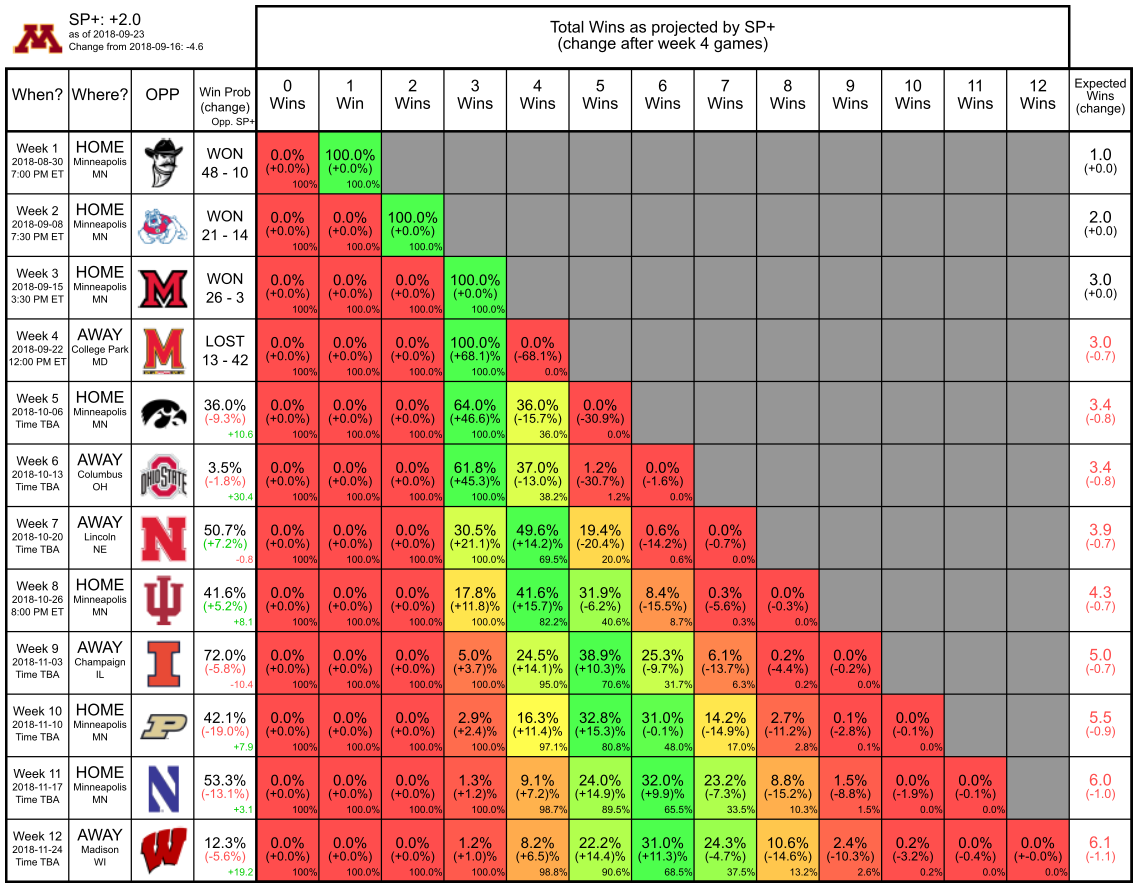 SP+: +2.0
as of 2018-09-23
Change from 2018-09-16: -4.6
Total Wins as projected by SP+
(change after week 4 games)
When? Where? OPP Win Prob (change) Opp. SP+ 0 Wins 1 Win 2 Wins 3 Wins 4 Wins 5 Wins 6 Wins 7 Wins 8 Wins 9 Wins 10 Wins 11 Wins 12 Wins Expected Wins (change)
Week 1 HOME WON 0.0% 100.0% 1.0
2018-08-30 Minneapolis 48 - 10 (+0.0%) (+0.0%) (+0.0)
7:00 PM ET MN 100% 100.0%
Week 2 HOME WON 0.0% 0.0% 100.0% 2.0
2018-09-08 Minneapolis 21 - 14 (+0.0%) (+0.0%) (+0.0%) (+0.0)
7:30 PM ET MN 100% 100.0% 100.0%
Week 3 HOME WON 0.0% 0.0% 0.0% 100.0% 3.0
2018-09-15 Minneapolis 26 - 3 (+0.0%) (+0.0%) (+0.0%) (+0.0%) (+0.0)
3:30 PM ET MN 100% 100.0% 100.0% 100.0%
Week 4 AWAY LOST 0.0% 0.0% 0.0% 100.0% 0.0% 3.0
2018-09-22 College Park 13 - 42 (+0.0%) (+0.0%) (+0.0%) (+68.1)% (-68.1%) (-0.7)
12:00 PM ET MD 100% 100.0% 100.0% 100.0% 0.0%
Week 5 HOME 36.0% 0.0% 0.0% 0.0% 64.0% 36.0% 0.0% 3.4
2018-10-06 Minneapolis (-9.3%) (+0.0%) (+0.0%) (+0.0%) (+46.6)% (-15.7%) (-30.9%) (-0.8)
Time TBA MN +10.6 100% 100.0% 100.0% 100.0% 36.0% 0.0%
Week 6 AWAY OHIO STATE 3.5% 0.0% 0.0% 0.0% 61.8% 37.0% 1.2% 0.0% 3.4
2018-10-13 Columbus (-1.8%) (+0.0%) (+0.0%) (+0.0%) (+45.3)% (-13.0%) (-30.7%) (-1.6%) (-0.8)
Time TBA OH +30.4 100% 100.0% 100.0% 100.0% 38.2% 1.2% 0.0%
Week 7 AWAY N 50.7% 0.0% 0.0% 0.0% 30.5% 49.6% 19.4% 0.6% 0.0% 3.9
2018-10-20 Lincoln (+7.2%) (+0.0%) (+0.0%) (+0.0%) (+21.1)% (+14.2)% (-20.4%) (-14.2%) (-0.7%) (-0.7)
Time TBA NE -0.8 100% 100.0% 100.0% 100.0% 69.5% 20.0% 0.6% 0.0%
Week 8 HOME 41.6% 0.0% 0.0% 0.0% 17.8% 41.6% 31.9% 8.4% 0.3% 0.0% 4.3
2018-10-26 Minneapolis (+5.2%) (+0.0%) (+0.0%) (+0.0%) (+11.8)% (+15.7)% (-6.2%) (-15.5%) (-5.6%) (-0.3%) (-0.7)
8:00 PM ET MN +8.1 100% 100.0% 100.0% 100.0% 82.2% 40.6% 8.7% 0.3% 0.0%
Week 9 AWAY I 72.0% 0.0% 0.0% 0.0% 5.0% 24.5% 38.9% 25.3% 6.1% 0.2% 0.0% 5.0
2018-11-03 Champaign (-5.8%) (+0.0%) (+0.0%) (+0.0%) (+3.7)% (+14.1)% (+10.3)% (-9.7%) (-13.7%) (-4.4%) (-0.2%) (-0.7)
Time TBA IL -10.4 100% 100.0% 100.0% 100.0% 95.0% 70.6% 31.7% 6.3% 0.2% 0.0%
Week 10 HOME P 42.1% 0.0% 0.0% 0.0% 2.9% 16.3% 32.8% 31.0% 14.2% 2.7% 0.1% 0.0% 5.5
2018-11-10 Minneapolis (-19.0%) (+0.0%) (+0.0%) (+0.0%) (+2.4)% (+11.4)% (+15.3)% (-0.1%) (-14.9%) (-11.2%) (-2.8%) (-0.1%) (-0.9)
Time TBA MN +7.9 100% 100.0% 100.0% 100.0% 97.1% 80.8% 48.0% 17.0% 2.8% 0.1% 0.0%
Week 11 HOME N 53.3% 0.0% 0.0% 0.0% 1.3% 9.1% 24.0% 32.0% 23.2% 8.8% 1.5% 0.0% 0.0% 6.0
2018-11-17 Minneapolis (-13.1%) (+0.0%) (+0.0%) (+0.0%) (+1.2)% (+7.2)% (+14.9)% (+9.9)% (-7.3%) (-15.2%) (-8.8%) (-1.9%) (-0.1%) (-1.0)
Time TBA MN +3.1 100% 100.0% 100.0% 100.0% 98.7% 89.5% 65.5% 33.5% 10.3% 1.5% 0.0% 0.0%
Week 12 AWAY W 12.3% 0.0% 0.0% 0.0% 1.2% 8.2% 22.2% 31.0% 24.3% 10.6% 2.4% 0.2% 0.0% 0.0% 6.1
2018-11-24 Madison (-5.6%) (+0.0%) (+0.0%) (+0.0%) (+1.0)% (+6.5)% (+14.4)% (+11.3)% (-4.7%) (-14.6%) (-10.3%) (-3.2%) (-0.4%) (+-0.0%) (-1.1)
Time TBA WI +19.2 100% 100.0% 100.0% 100.0% 98.8% 90.6% 68.5% 37.5% 13.2% 2.6% 0.2% 0.0% 0.0%